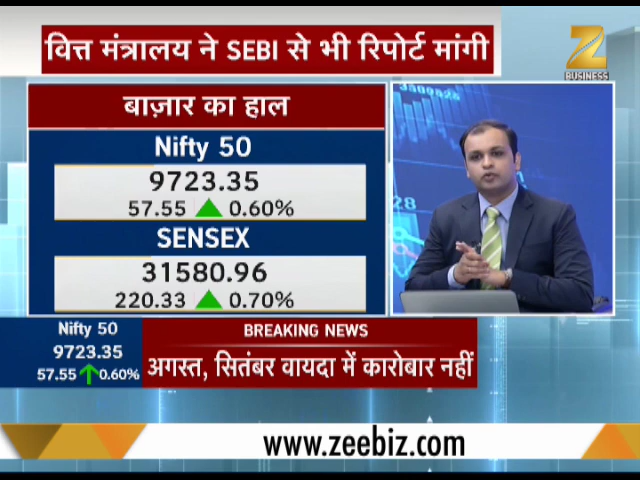 वित्त मंत्रालय ने SEBI से भी रिपोर्ट मांगी
Z
BUSINESS
बाज़ार का हाल
Nifty 50
9723.35
57.55 0.60%
SENSEX
31580.96
220.33 0.70%
Nifty 50
9723.35
57.55 0.60%
BREAKING NEWS
अगस्त, सितंबर वायदा में कारोबार नहीं
www.zeebiz.com